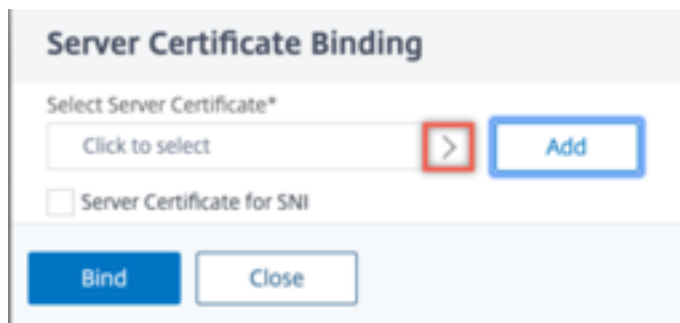 Server Certificate Binding
Select Server Certificate*
Click to select
Add
Server Certificate for SNI
Bind
Close